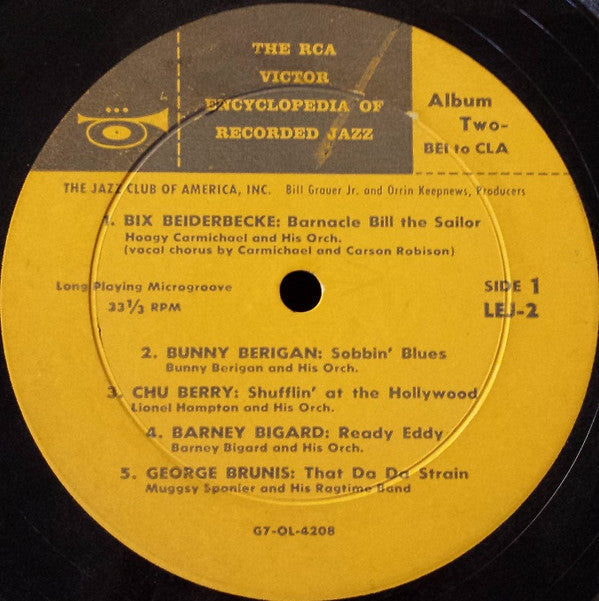 THE RCA
VICTOR
ENCYCLOPEDIA OF
RECORDED JAZZ
Album
Two-
BEI to CLA
THE JAZZ CLUB OF AMERICA, INC. Bill Grauer Jr. and Orrin Keepnews, Producers
1. BIX BEIDERBECKE: Barnacle Bill the Sailor
Hoagy Carmichael and His Orch.
(vocal chorus by Carmichael and Carson Robison)
Long Playing Microgroove
33⅓ RPM
SIDE 1
LEJ-2
2. BUNNY BERIGAN: Sobbin' Blues
Bunny Berigan and His Orch.
3. CHU BERRY: Shufflin' at the Hollywood
Lionel Hampton and His Orch.
4. BARNEY BIGARD: Ready Eddy
Barney Bigard and His Orch.
5. GEORGE BRUNIS: That Da Da Strain
Muggsy Spanier and His Ragtime Band
G7-OL-4208